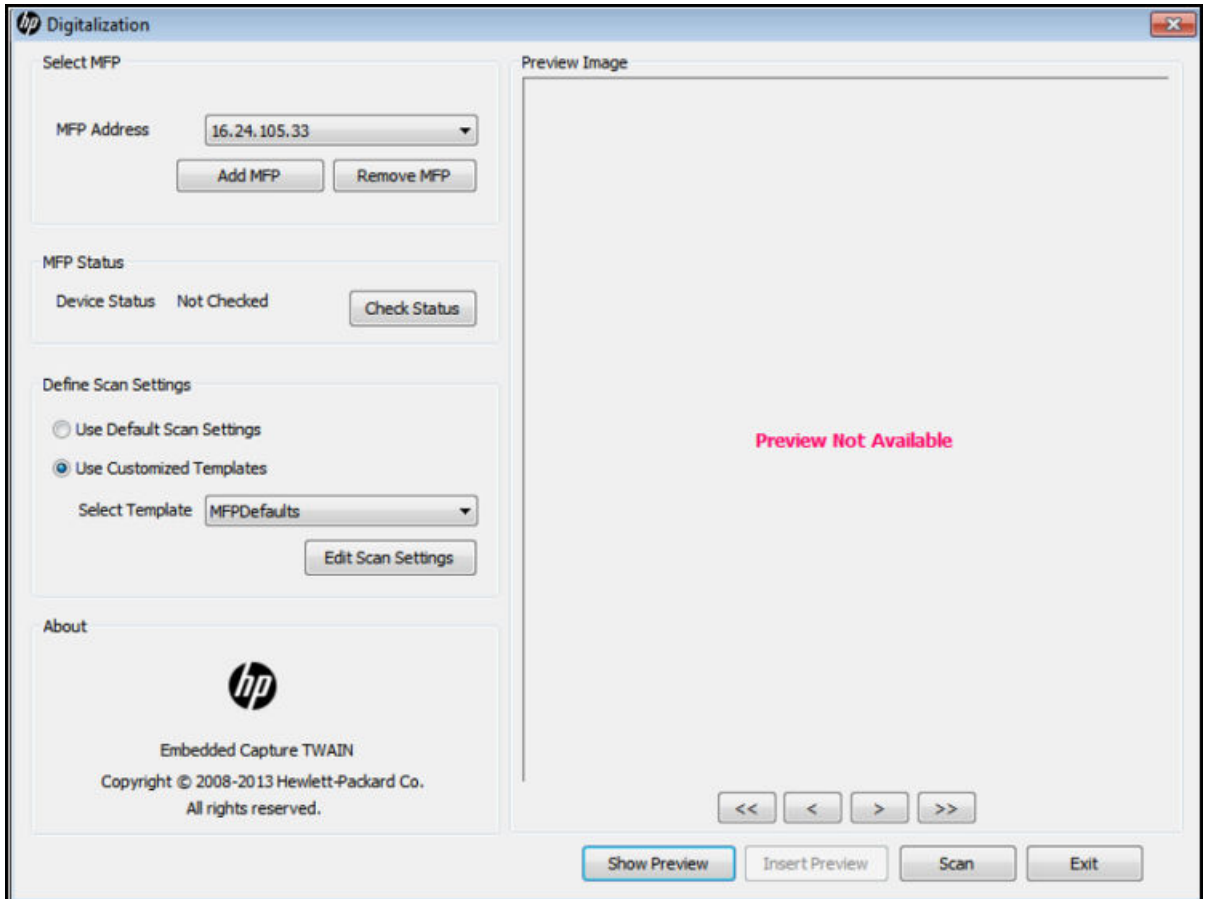 hp Digitalization
Select MFP
MFP Address 16.24.105.33
Add MFP Remove MFP
MFP Status
Device Status Not Checked Check Status
Define Scan Settings
Use Default Scan Settings
Use Customized Templates
Select Template MFPDefaults
Edit Scan Settings
About
hp
Embedded Capture TWAIN
Copyright © 2008-2013 Hewlett-Packard Co.
All rights reserved.
Preview Image
Preview Not Available
<< < > >>
Show Preview Insert Preview Scan Exit